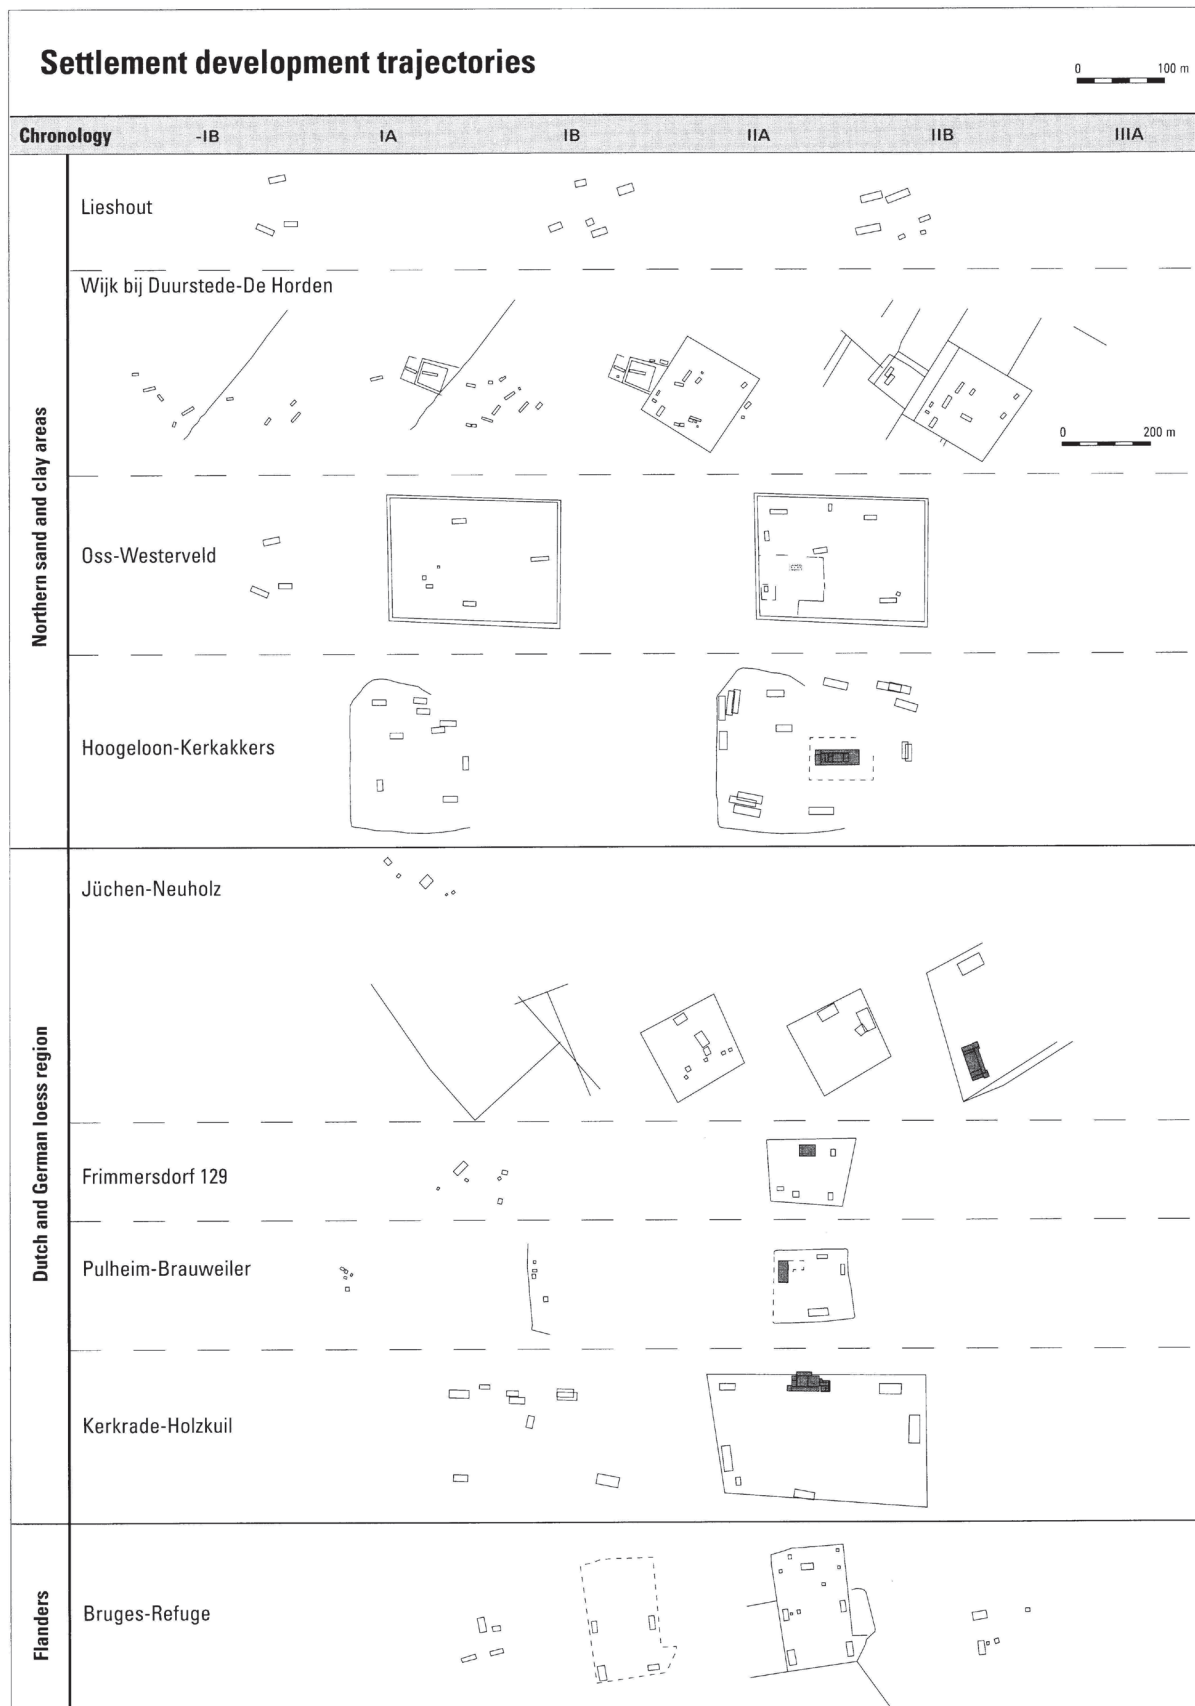 Settlement development trajectories
0 100 m
Chronology -IB IA IB IIA IIB IIIA
Northern sand and clay areas
Lieshout
Wijk bij Duurstede-De Horden
0 200 m
Oss-Westerveld
Hoogeloon-Kerkakkers
Dutch and German loess region
Jüchen-Neuholz
Frimmersdorf 129
Pulheim-Brauweiler
Kerkrade-Holzkuil
Flanders
Bruges-Refuge